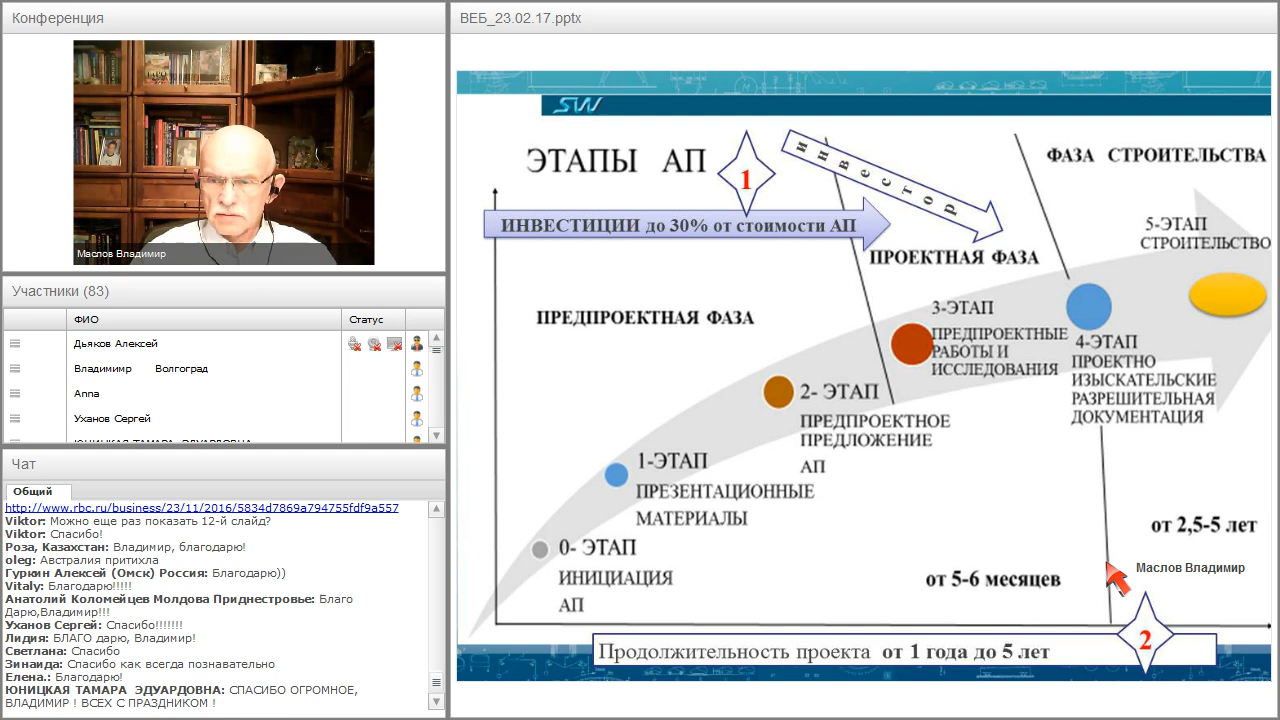 Конференция
Маслов Владимир
Участники (83)
ФИО Статус
Дьяков Алексей
Владиимир Волгоград
Anna
Уханов Сергей
ЮНИЦКАЯ ТАМАРА ЭДУАРДОВНА
Чат
Общий
http://www.rbc.ru/business/23/11/2016/5834d7869a794755fdf9a557
Viktor: Можно еще раз показать 12-й слайд?
Viktor: Спасибо!
Роза, Казахстан: Владимир, благодарю!
oleg: Австралия притихла
Гуркин Алексей (Омск) Россия: Благодарю))
Vitaly: Благодарю!!!!!
Анатолий Коломейцев Молдова Приднестровье: Благо
Дарю,Владимир!!!
Уханов Сергей: Спасибо!!!!!!!
Лидия: БЛАГО дарю, Владимир!
Светлана: Спасибо
Зинаида: Спасибо как всегда познавательно
Елена.: Благодарю!
ЮНИЦКАЯ ТАМАРА ЭДУАРДОВНА: СПАСИБО ОГРОМНОЕ,
ВЛАДИМИР ! ВСЕХ С ПРАЗДНИКОМ !
ВЕБ_23.02.17.pptx
SW
ЭТАПЫ АП
1
инвестор
ФАЗА СТРОИТЕЛЬСТВА
ИНВЕСТИЦИИ до 30% от стоимости АП
5-ЭТАП
СТРОИТЕЛЬСТВО
ПРОЕКТНАЯ ФАЗА
ПРЕДПРОЕКТНАЯ ФАЗА
3-ЭТАП
ПРЕДПРОЕКТНЫЕ
РАБОТЫ И
ИССЛЕДОВАНИЯ
4-ЭТАП
ПРОЕКТНО
ИЗЫСКАТЕЛЬСКИЕ
РАЗРЕШИТЕЛЬНАЯ
ДОКУМЕНТАЦИЯ
2- ЭТАП
ПРЕДПРОЕКТНОЕ
ПРЕДЛОЖЕНИЕ
АП
1-ЭТАП
ПРЕЗЕНТАЦИОННЫЕ
МАТЕРИАЛЫ
0- ЭТАП
ИНИЦИАЦИЯ
АП
от 2,5-5 лет
Маслов Владимир
от 5-6 месяцев
2
Продолжительность проекта от 1 года до 5 лет